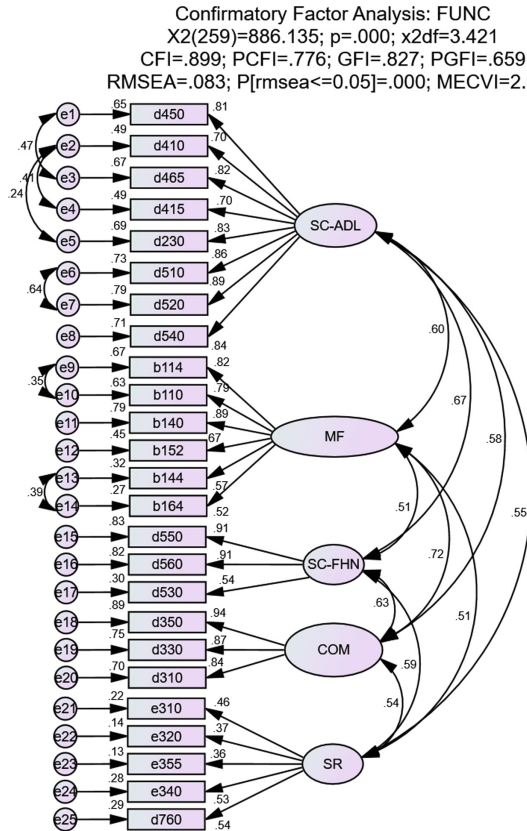 Confirmatory Factor Analysis: FUNC
X2(259)=886.135; p=.000; x2df=3.421
CFI=.899; PCFI=.776; GFI=.827; PGFI=.659
RMSEA=.083; P[rmsea<=0.05]=.000; MECVI=2.
e1 .65 d450 .81
e2 .49 d410 .70
.47
e3 .67 d465 .82
.41
.24
e4 .49 d415 .70
SC-ADL
e5 .69 d230 .83
e6 .73 d510 .86
.64
e7 .79 d520 .89
e8 .71 d540 .84
.60
e9 .67 b114 .82
.35
e10 .63 b110 .79
.67
e11 .79 b140 .89
MF
.58
e12 .45 b152 .67
e13 .32 b144 .57
.39
e14 .27 b164 .52
.51
.55
e15 .83 d550 .91
.72
e16 .82 d560 .91
SC-FHN
e17 .30 d530 .54
.63
.51
e18 .89 d350 .94
e19 .75 d330 .87
COM
e20 .70 d310 .84
.59
.54
e21 .22 e310 .46
e22 .14 e320 .37
e23 .13 e355 .36
SR
e24 .28 e340 .53
e25 .29 d760 .54